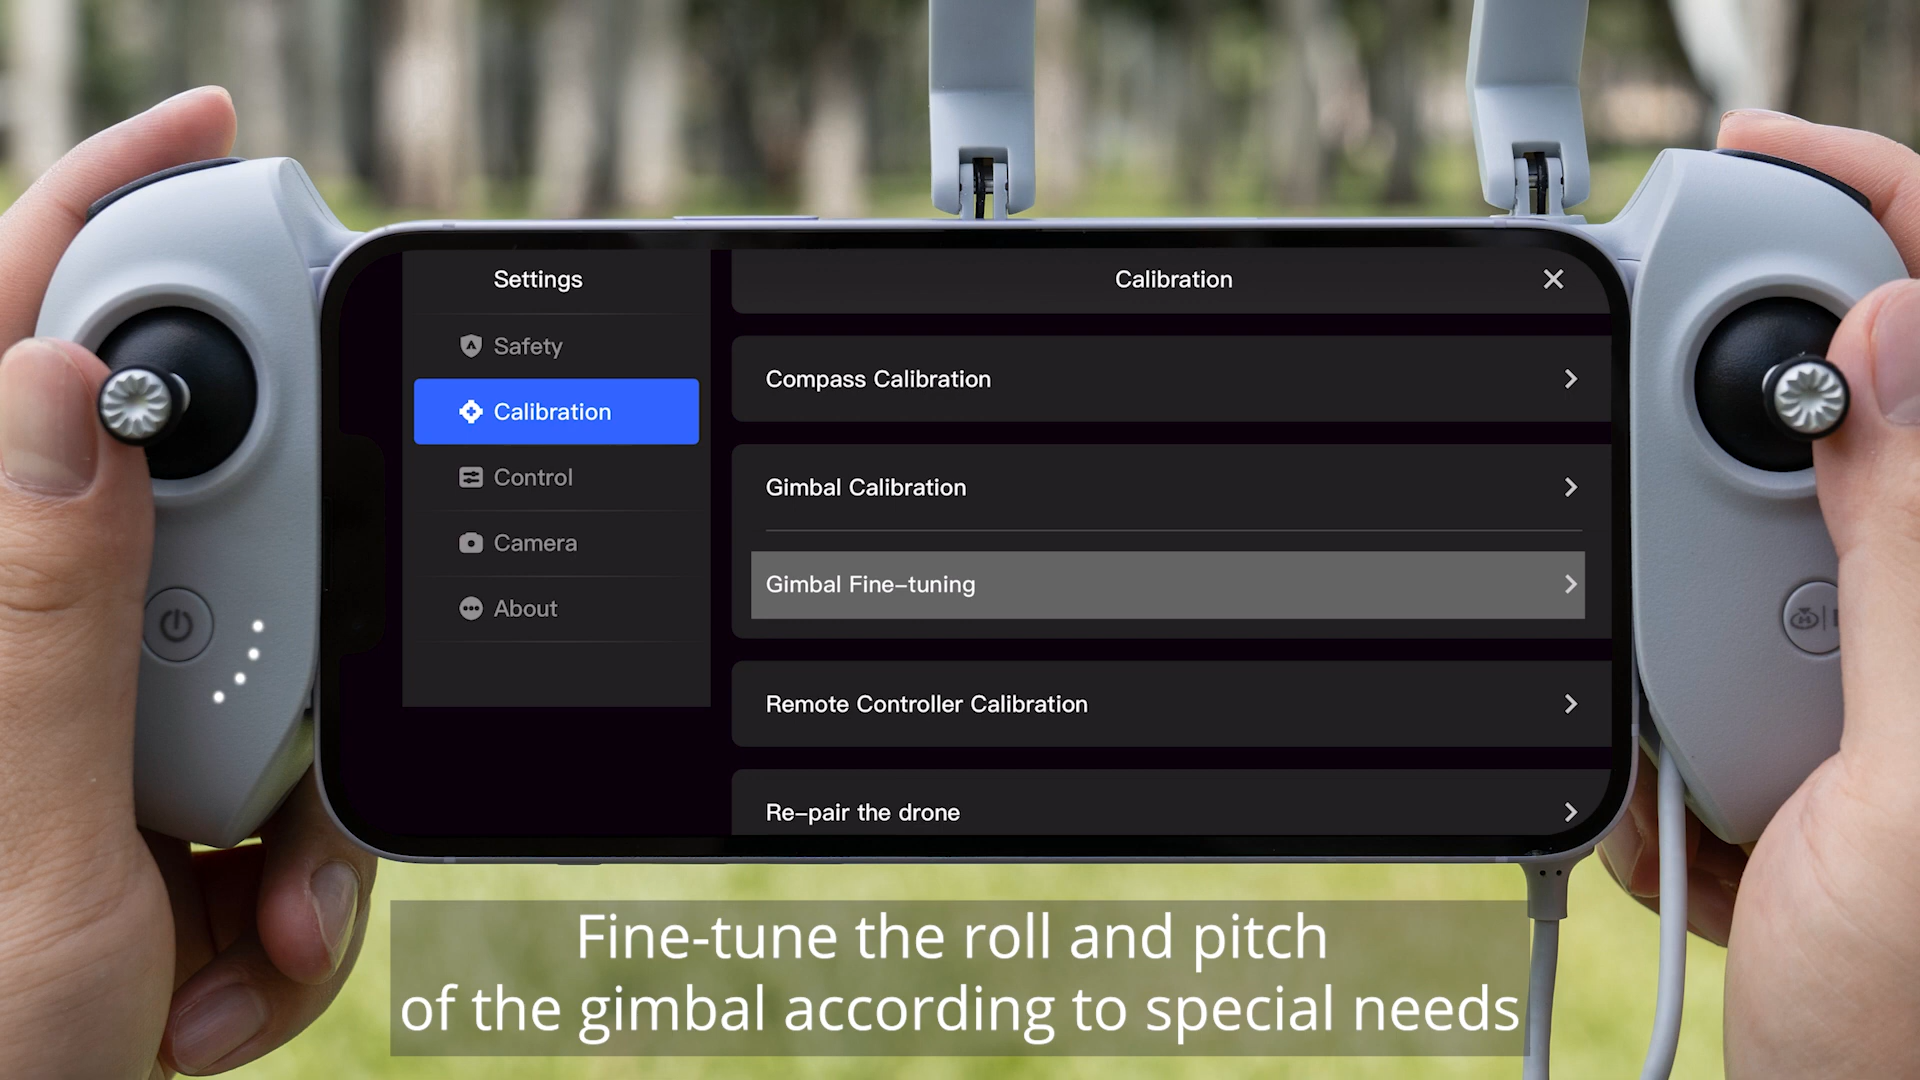 Settings
Safety
Calibration
Control
Camera
About
Calibration
Compass Calibration
Gimbal Calibration
Gimbal Fine-tuning
Remote Controller Calibration
Re-pair the drone
Fine-tune the roll and pitch
of the gimbal according to special needs